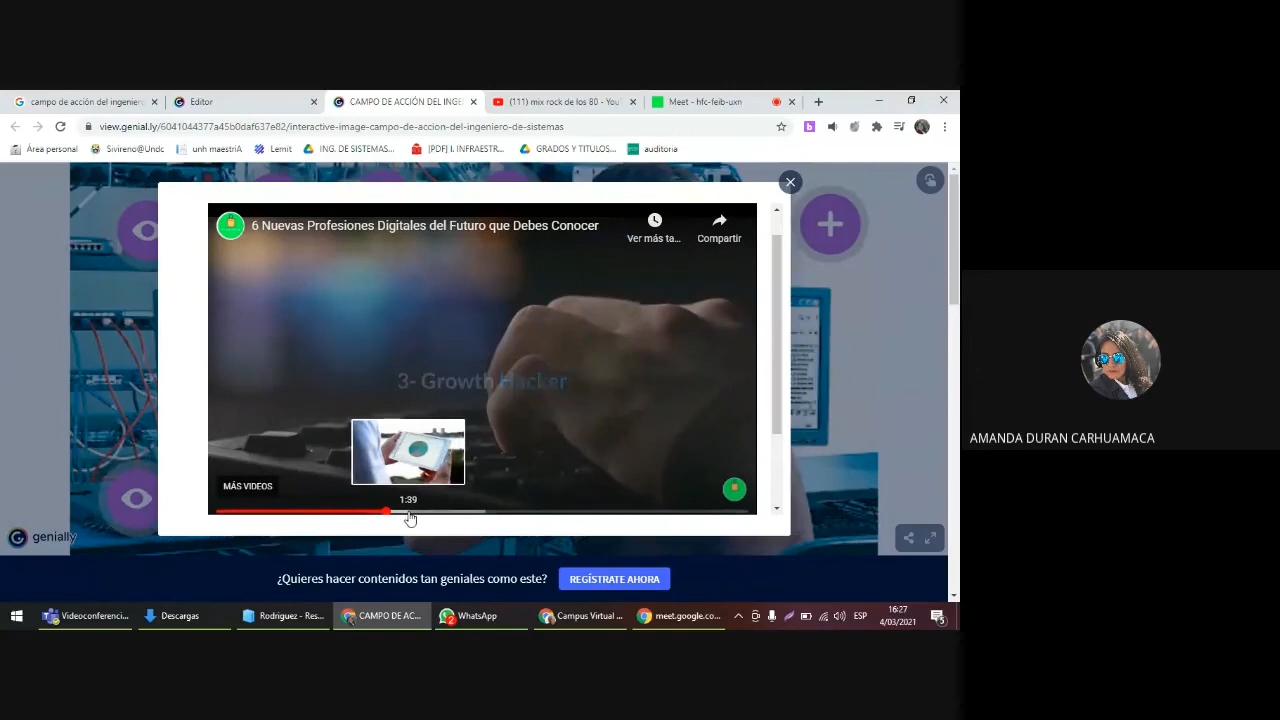 campo de acción del ingenier
Editor
CAMPO DE ACCIÓN DEL INGE
(111) mix rock de los 80 - You
Meet - hfc-feib-uxn
view.genial.ly/6041044377a45b0daf637e82/interactive-image-campo-de-accion-del-ingeniero-de-sistemas
Área personal
Sivireno@Undc
unh maestriA
Lemit
ING. DE SISTEMAS...
[PDF] I. INFRAESTR...
GRADOS Y TITULOS...
auditoria
6 Nuevas Profesiones Digitales del Futuro que Debes Conocer
Ver más ta...
Compartir
3- Growth Hacker
MÁS VIDEOS
1:39
genially
AMANDA DURAN CARHUAMACA
¿Quieres hacer contenidos tan geniales como este?
REGÍSTRATE AHORA
Videoconferenci...
Descargas
Rodriguez - Res...
CAMPO DE AC...
2
WhatsApp
Campus Virtual ...
meet.google.co...
ESP
16:27
4/03/2021
5